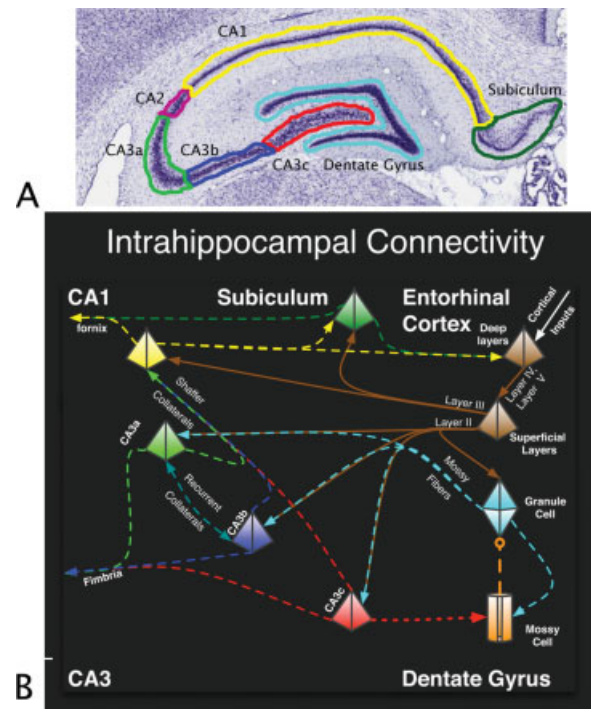 CA1
Subiculum
CA2
CA3a
CA3b
CA3c
Dentate Gyrus
A
Intrahippocampal Connectivity
CA1
Subiculum
Entorhinal
Cortex
Cortical
Inputs
fornix
Deep
layers
Layer IV,
Layer V
Shaffer
Collaterals
Layer III
Layer II
Superficial
Layers
CA3a
Recurrent
Collaterals
CA3b
Mossy
Fibers
Granule
Cell
Fimbria
CA3c
Mossy
Cell
B
CA3
Dentate Gyrus